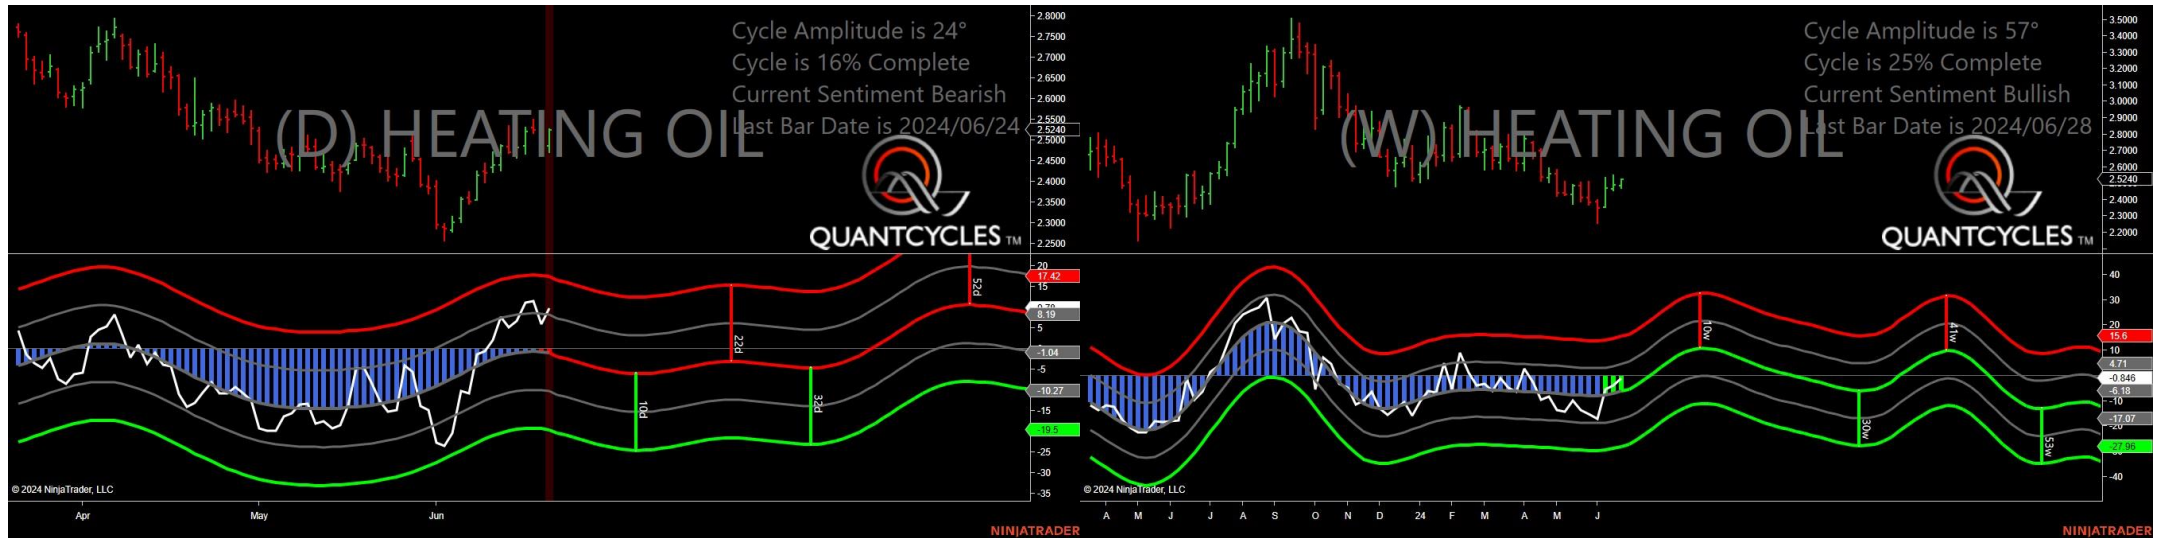 Cycle Amplitude is 24°
Cycle is 16% Complete
Current Sentiment Bearish
Last Bar Date is 2024/06/24
(D) HEATING OIL
QUANTCYCLES TM
2.8000
2.7500
2.7000
2.6500
2.6000
2.5500
2.5240
2.4500
2.4000
2.3500
2.3000
2.2500
20
17.42
15
8.19
5
-1.04
-5
-10.27
-15
-19.5
-25
-30
-35
10d
22d
32d
52d
© 2024 NinjaTrader, LLC
Apr
May
Jun
NINJATRADER
Cycle Amplitude is 57°
Cycle is 25% Complete
Current Sentiment Bullish
Last Bar Date is 2024/06/28
(W) HEATING OIL
QUANTCYCLES TM
3.5000
3.4000
3.3000
3.2000
3.1000
3.0000
2.9000
2.8000
2.7000
2.6000
2.5240
2.4000
2.3000
2.2000
40
30
20
15.6
10
4.71
-0.846
-6.18
-10
-17.07
-20
-27.96
-40
10w
30w
41w
53w
© 2024 NinjaTrader, LLC
A
M
J
J
A
S
O
N
D
24
F
M
A
M
J
NINJATRADER